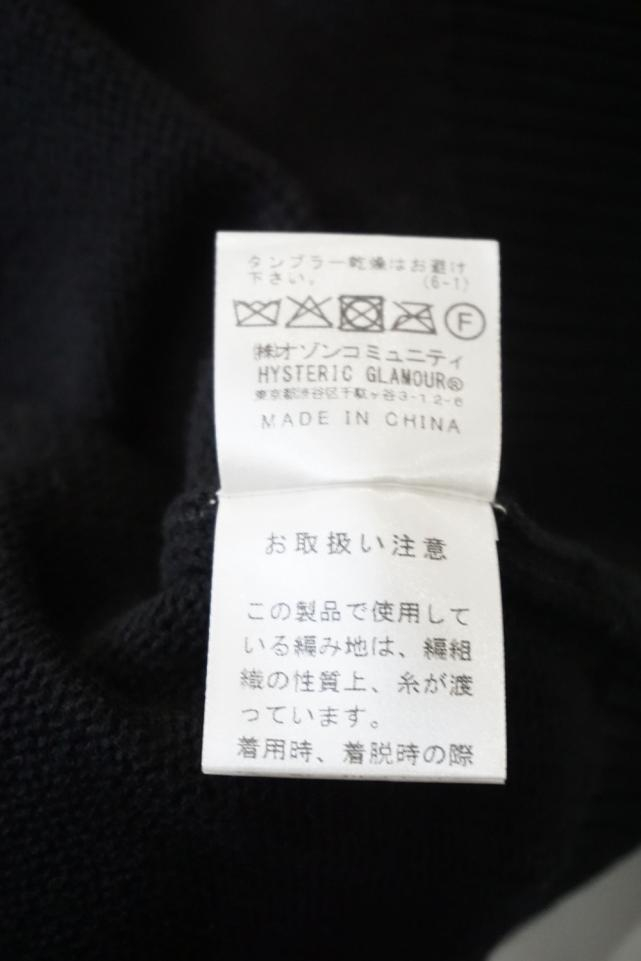 タンブラー乾燥はお避け
下さい。 (6-1)
F
㈱オゾンコミュニティ
HYSTERIC GLAMOUR®
東京都渋谷区千駄ヶ谷3-12-6
MADE IN CHINA
お取扱い注意
この製品で使用して
いる編み地は、編組
織の性質上、糸が渡
っています。
着用時、着脱時の際